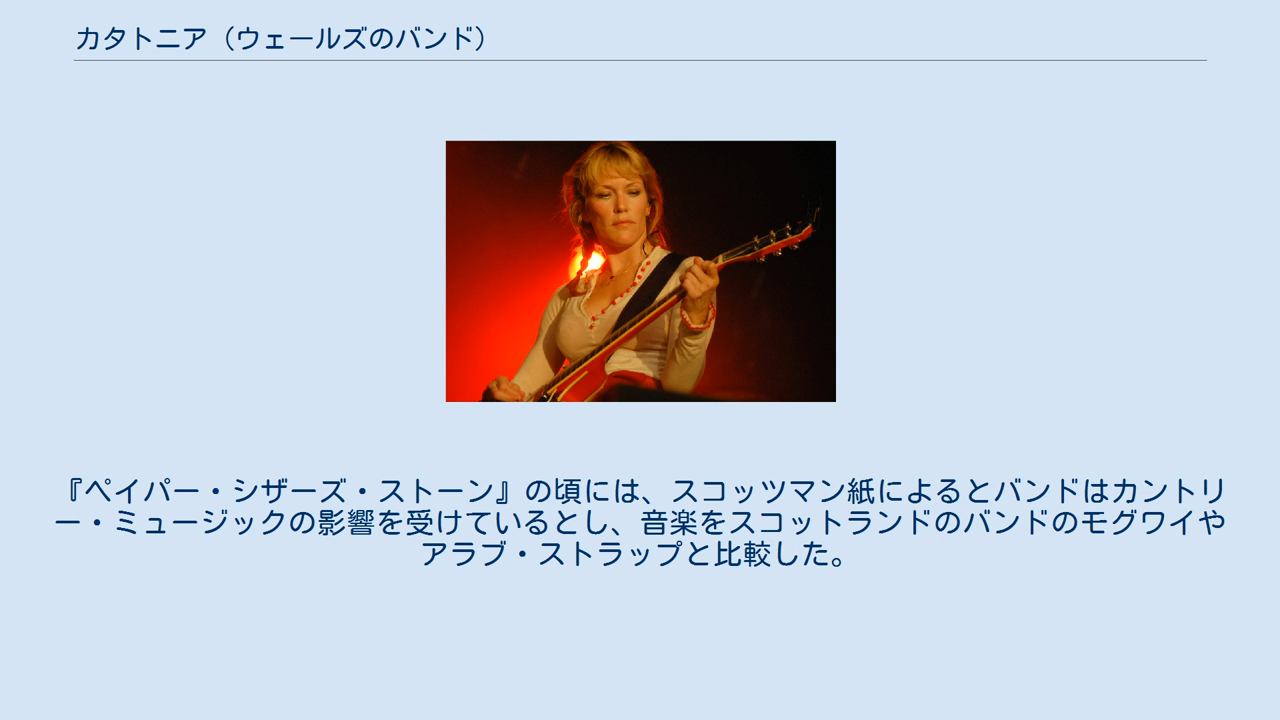 カタトニア（ウェールズのバンド）
『ペイパー・シザーズ・ストーン』の頃には、スコッツマン紙によるとバンドはカントリ
ー・ミュージックの影響を受けているとし、音楽をスコットランドのバンドのモグワイや
アラブ・ストラップと比較した。